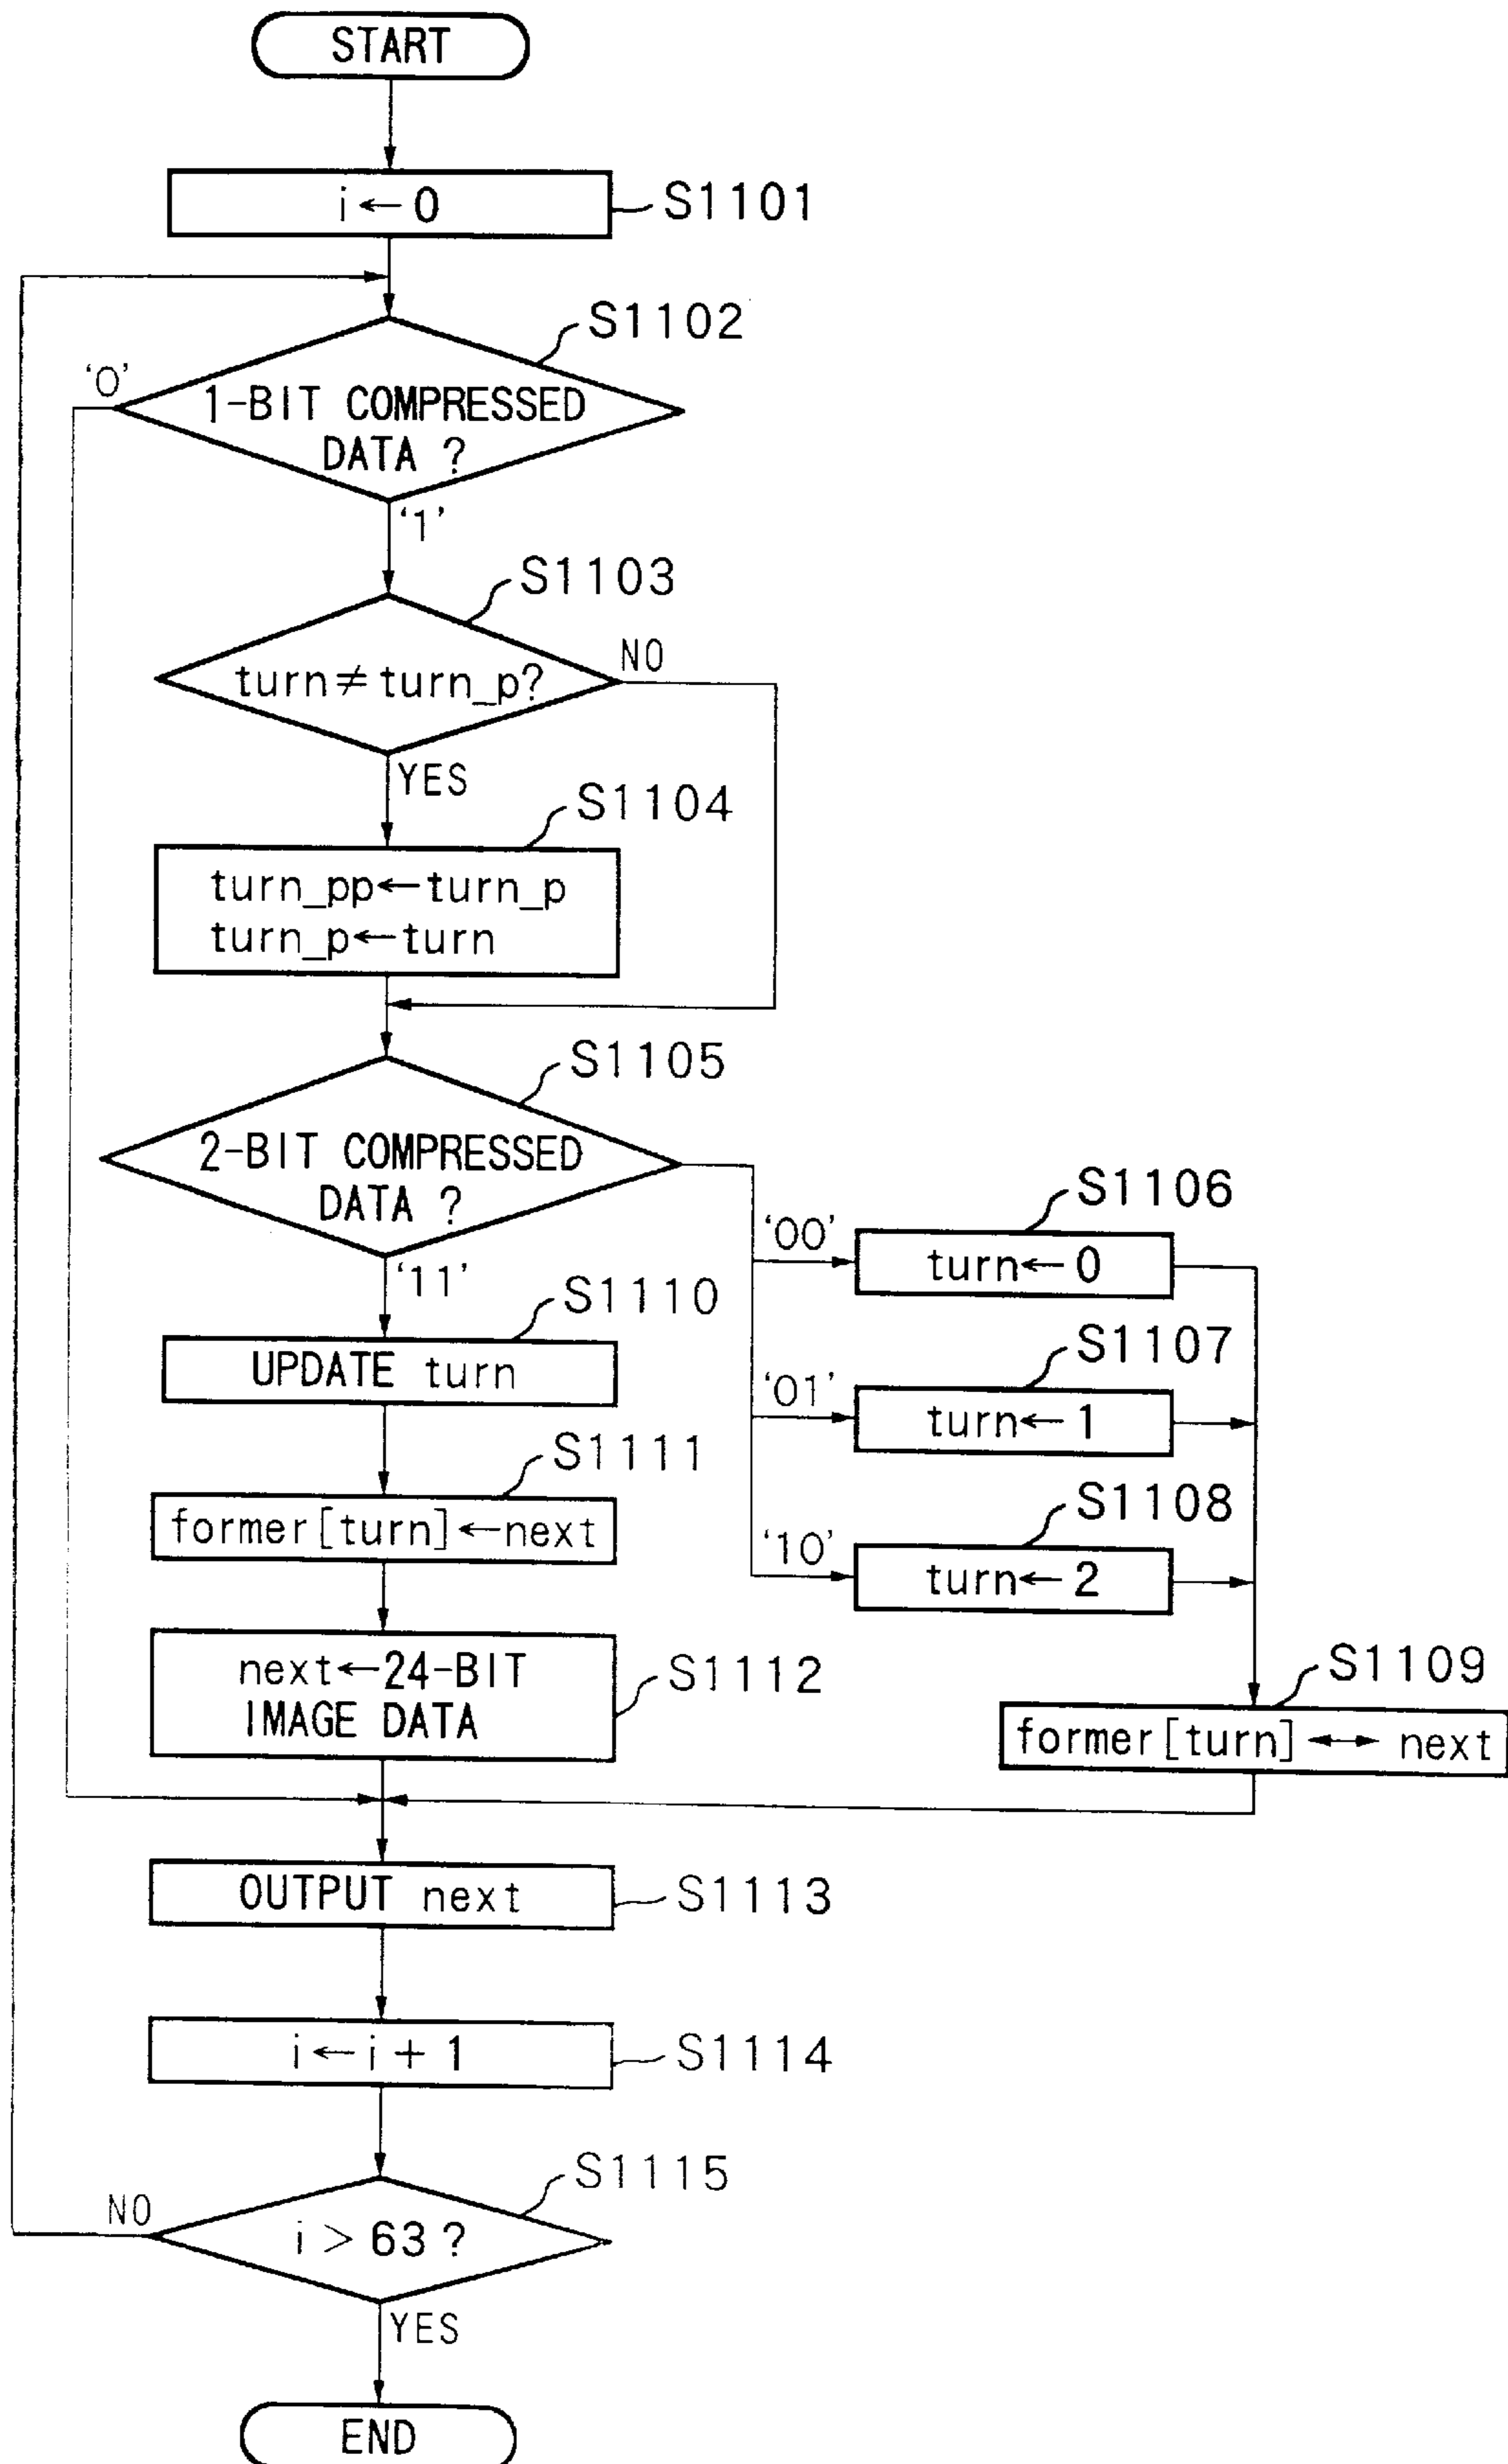 START
i←0
S1101
S1102
'0'
1-BIT COMPRESSED
DATA ?
'1'
S1103
turn≠turn_p?
NO
YES
S1104
turn_pp←turn_p
turn_p←turn
S1105
2-BIT COMPRESSED
DATA ?
'11'
'00'
S1106
turn←0
S1110
UPDATE turn
'01'
S1107
turn←1
S1111
former[turn]←next
'10'
S1108
turn←2
next←24-BIT
IMAGE DATA
S1112
S1109
former[turn]↔next
OUTPUT next
S1113
i←i+1
S1114
S1115
NO
i>63?
YES
END